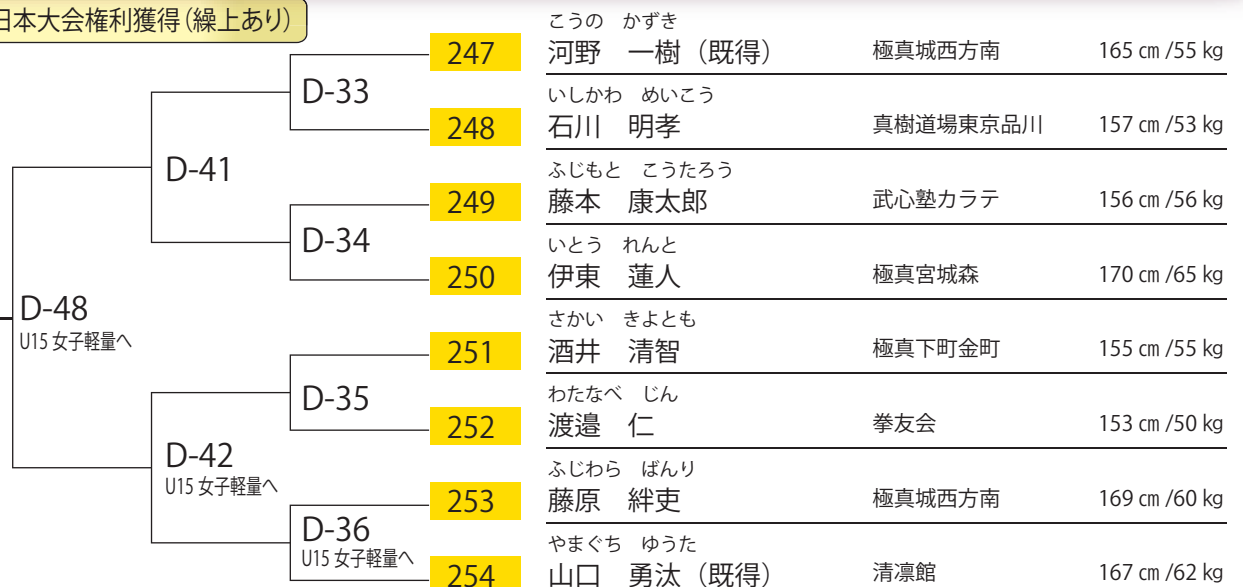 日本大会権利獲得（繰上あり）
D-48
U15 女子軽量へ
D-41
D-42
U15 女子軽量へ
D-33
D-34
D-35
D-36
U15 女子軽量へ
こうの　かずき
247 河野　一樹（既得） 極真城西方南 165 ㎝ /55 kg
いしかわ　めいこう
248 石川　明孝 真樹道場東京品川 157 ㎝ /53 kg
ふじもと　こうたろう
249 藤本　康太郎 武心塾カラテ 156 ㎝ /56 kg
いとう　れんと
250 伊東　蓮人 極真宮城森 170 ㎝ /65 kg
さかい　きよとも
251 酒井　清智 極真下町金町 155 ㎝ /55 kg
わたなべ　じん
252 渡邉　仁 拳友会 153 ㎝ /50 kg
ふじわら　ばんり
253 藤原　絆吏 極真城西方南 169 ㎝ /60 kg
やまぐち　ゆうた
254 山口　勇汰（既得） 清凛館 167 ㎝ /62 kg